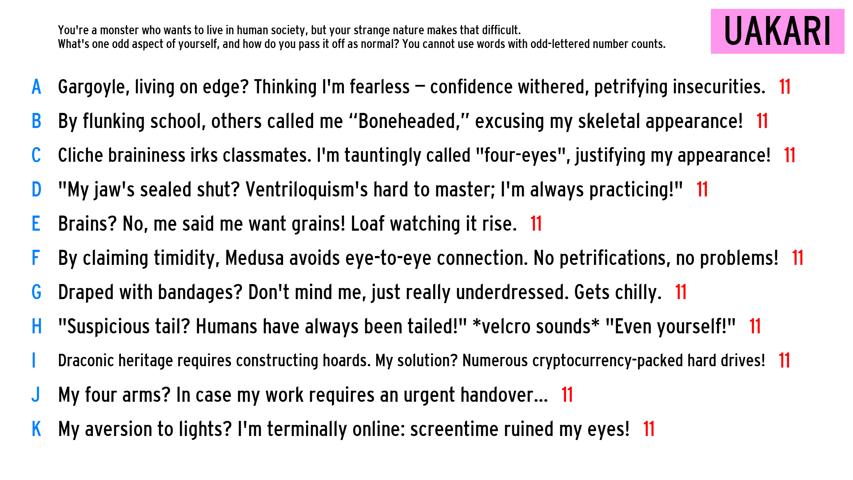 You're a monster who wants to live in human society, but your strange nature makes that difficult.
What's one odd aspect of yourself, and how do you pass it off as normal? You cannot use words with odd-lettered number counts.
UAKARI
A Gargoyle, living on edge? Thinking I'm fearless – confidence withered, petrifying insecurities. 11
B By flunking school, others called me “Boneheaded,” excusing my skeletal appearance! 11
C Cliche braininess irks classmates. I'm tauntingly called "four-eyes", justifying my appearance! 11
D "My jaw's sealed shut? Ventriloquism's hard to master; I'm always practicing!" 11
E Brains? No, me said me want grains! Loaf watching it rise. 11
F By claiming timidity, Medusa avoids eye-to-eye connection. No petrifications, no problems! 11
G Draped with bandages? Don't mind me, just really underdressed. Gets chilly. 11
H "Suspicious tail? Humans have always been tailed!" *velcro sounds* "Even yourself!" 11
I Draconic heritage requires constructing hoards. My solution? Numerous cryptocurrency-packed hard drives! 11
J My four arms? In case my work requires an urgent handover... 11
K My aversion to lights? I'm terminally online: screentime ruined my eyes! 11